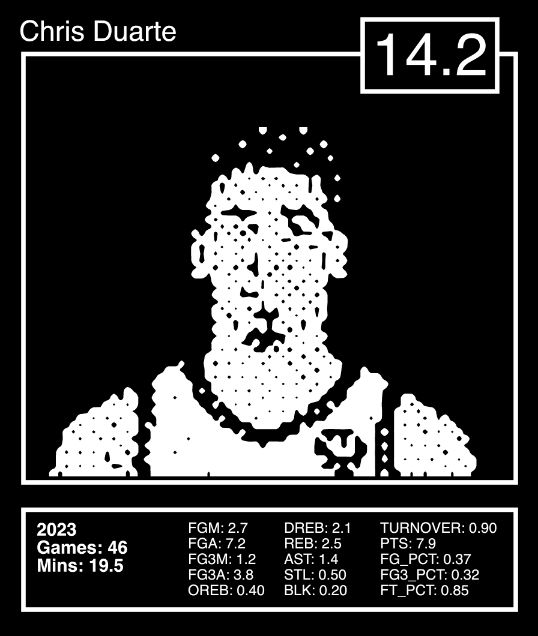 Chris Duarte
14.2
2023
Games: 46
Mins: 19.5
FGM: 2.7
FGA: 7.2
FG3M: 1.2
FG3A: 3.8
OREB: 0.40
DREB: 2.1
REB: 2.5
AST: 1.4
STL: 0.50
BLK: 0.20
TURNOVER: 0.90
PTS: 7.9
FG_PCT: 0.37
FG3_PCT: 0.32
FT_PCT: 0.85